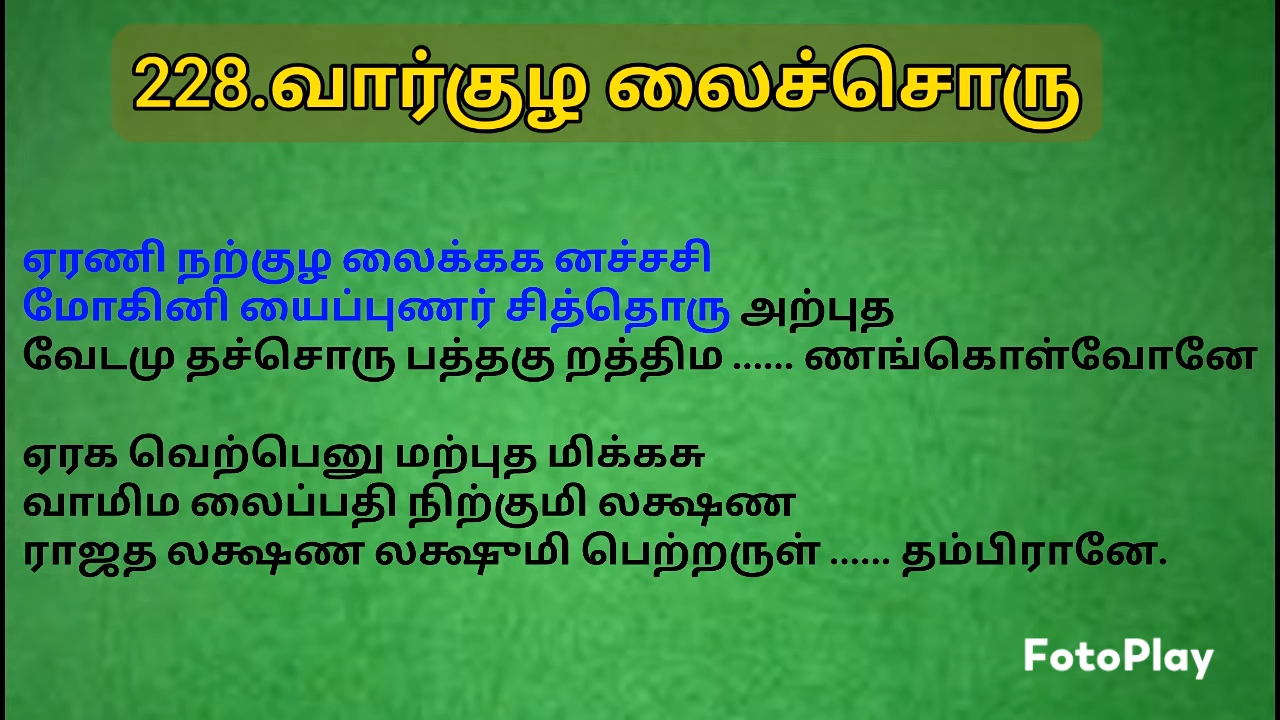 228.வார்குழ லைச்சொரு
ஏரணி நற்குழ லைக்கக னச்சசி
மோகினி யைப்புணர் சித்தொரு அற்புத
வேடமு தச்சொரு பத்தகு றத்திம ...... ணங்கொள்வோனே
ஏரக வெற்பெனு மற்புத மிக்கசு
வாமிம லைப்பதி நிற்குமி லக்ஷண
ராஜத லக்ஷண லக்ஷுமி பெற்றருள் ...... தம்பிரானே.
FotoPlay